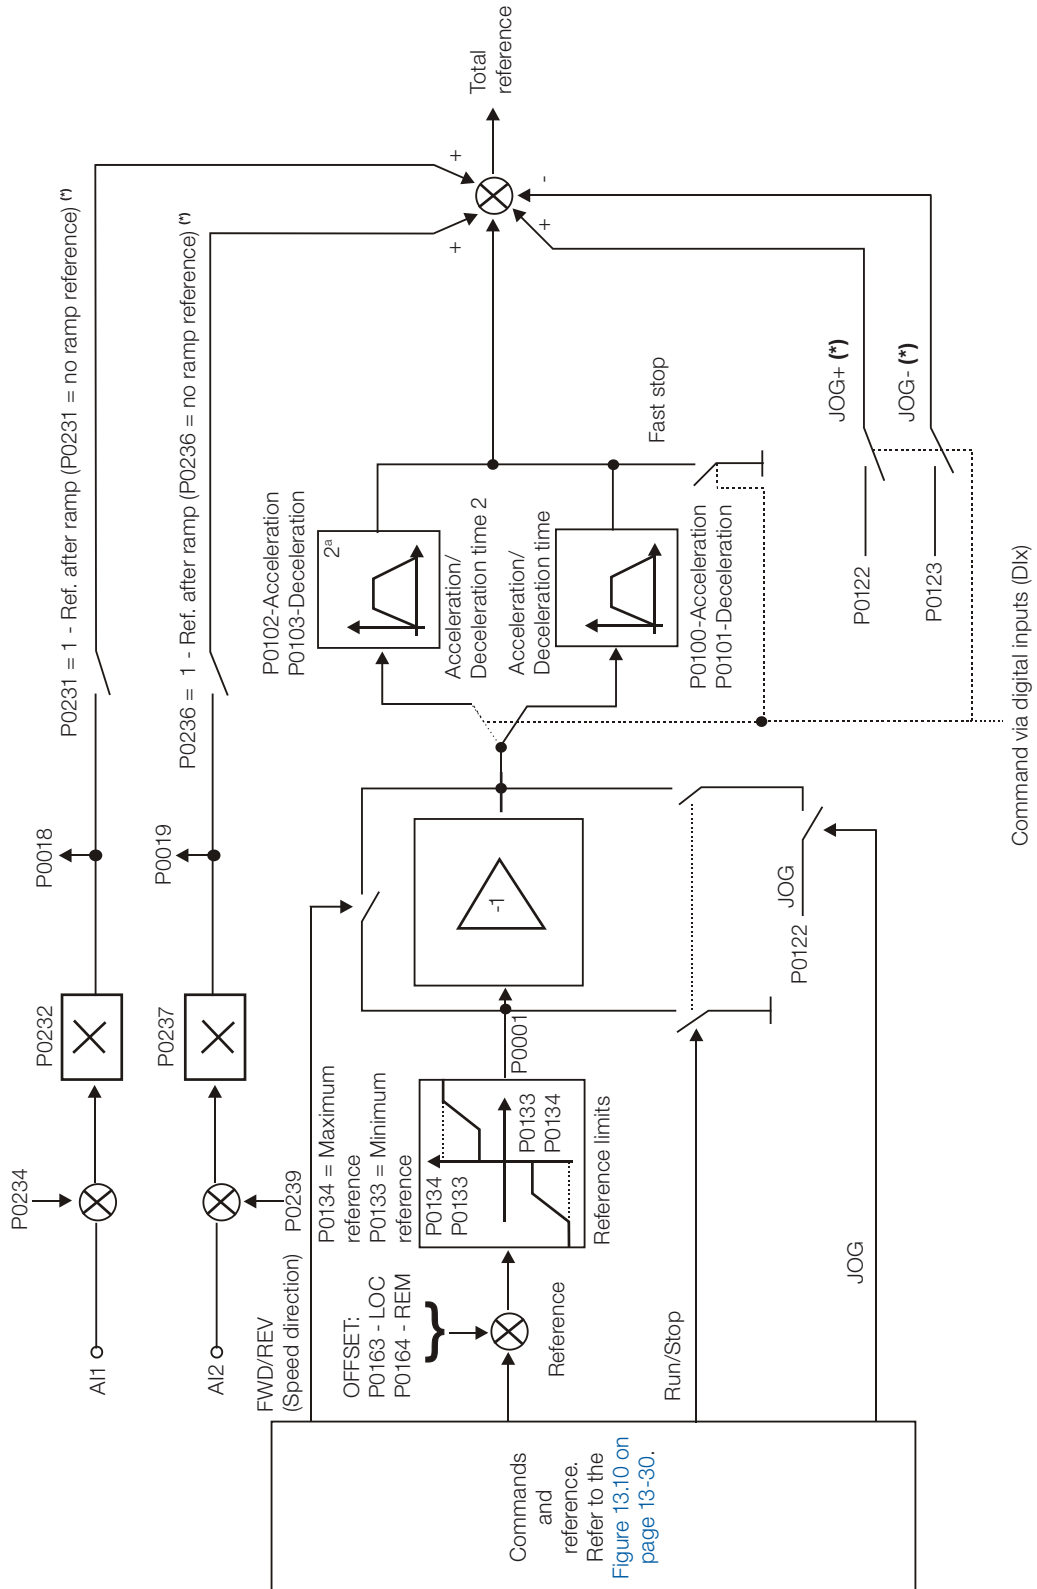 AI1
P0234
P0232
P0018
P0231 = 1 - Ref. after ramp (P0231 = no ramp reference) (*)
AI2
P0239
P0237
P0019
P0236 = 1 - Ref. after ramp (P0236 = no ramp reference) (*)
FWD/REV
(Speed direction)
P0134 = Maximum
reference
P0133 = Minimum
reference
OFFSET:
P0163 - LOC
P0164 - REM
}
Reference
P0134
P0133
P0133
P0134
Reference limits
P0001
-1
P0102-Acceleration
P0103-Deceleration
2ª
Acceleration/
Deceleration time 2
Acceleration/
Deceleration time
P0100-Acceleration
P0101-Deceleration
Fast stop
+
+
+
-
Total
reference
Commands
and
reference.
Refer to the
Figure 13.10 on
page 13-30.
Run/Stop
JOG
P0122
JOG
P0122
JOG+ (*)
P0123
JOG- (*)
Command via digital inputs (DIx)